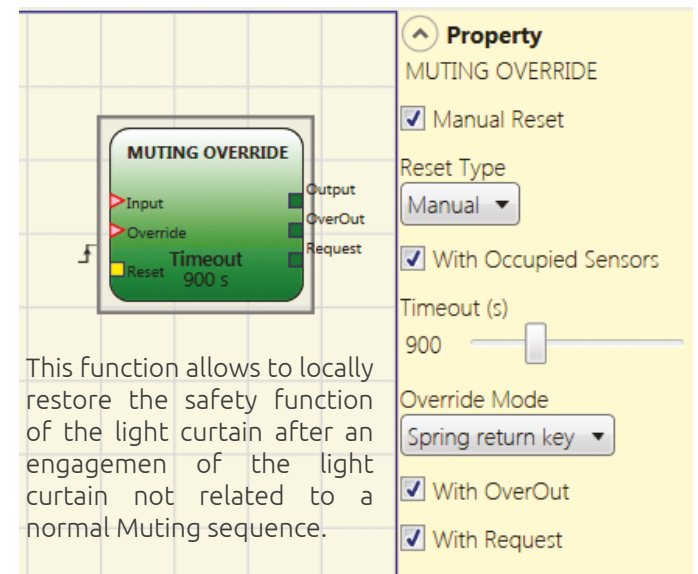 MUTING OVERRIDE
Input
Override
Reset
Timeout
900 s
Output
OverOut
Request
This function allows to locally
restore the safety function
of the light curtain after an
engagemen of the light
curtain not related to a
normal Muting sequence.
Property
MUTING OVERRIDE
Manual Reset
Reset Type
Manual
With Occupied Sensors
Timeout (s)
900
Override Mode
Spring return key
With OverOut
With Request